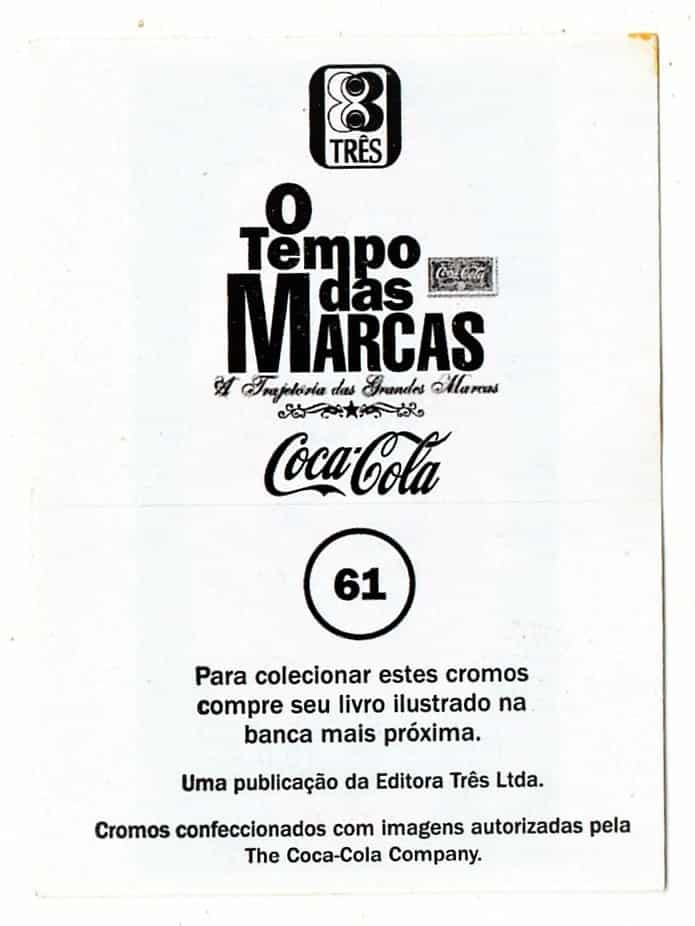 TRÊS
O
Tempo
das
MARCAS
Coca-Cola
A Trajetória das Grandes Marcas
Coca-Cola
61
Para colecionar estes cromos
compre seu livro ilustrado na
banca mais próxima.
Uma publicação da Editora Três Ltda.
Cromos confeccionados com imagens autorizadas pela
The Coca-Cola Company.